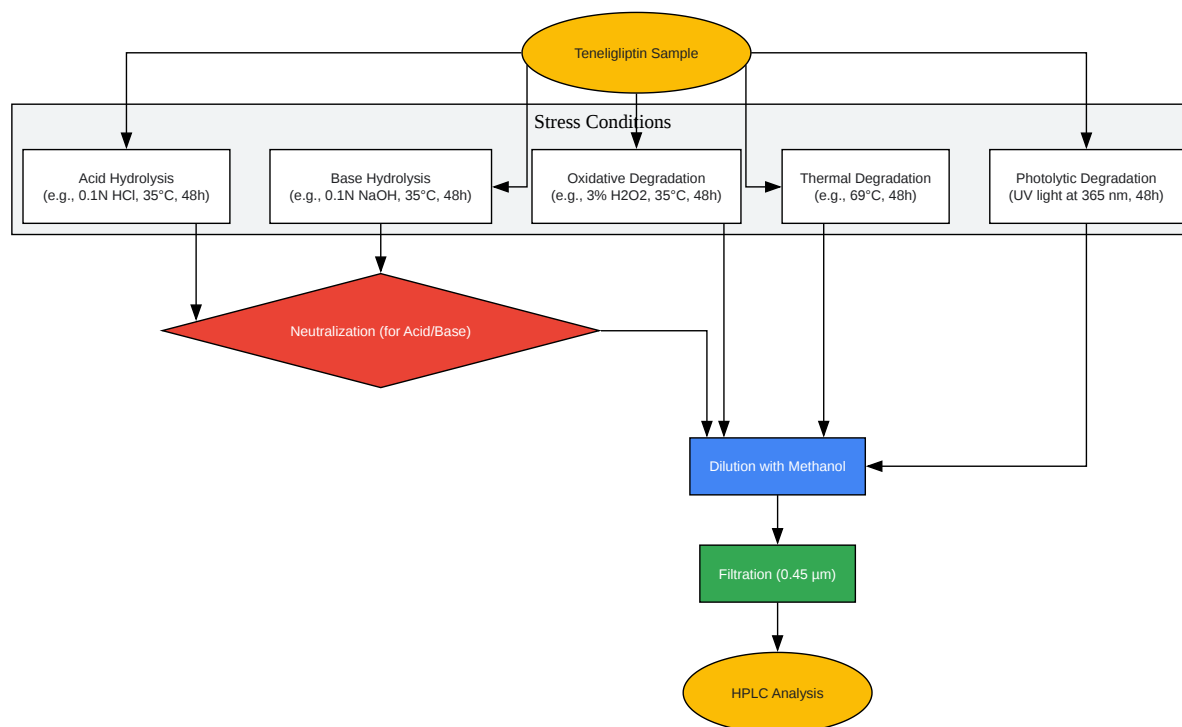 Teneligliptin Sample
Stress Conditions
Acid Hydrolysis
(e.g., 0.1N HCl, 35°C, 48h)
Base Hydrolysis
(e.g., 0.1N NaOH, 35°C, 48h)
Oxidative Degradation
(e.g., 3% H2O2, 35°C, 48h)
Thermal Degradation
(e.g., 69°C, 48h)
Photolytic Degradation
(UV light at 365 nm, 48h)
Neutralization (for Acid/Base)
Dilution with Methanol
Filtration (0.45 µm)
HPLC Analysis